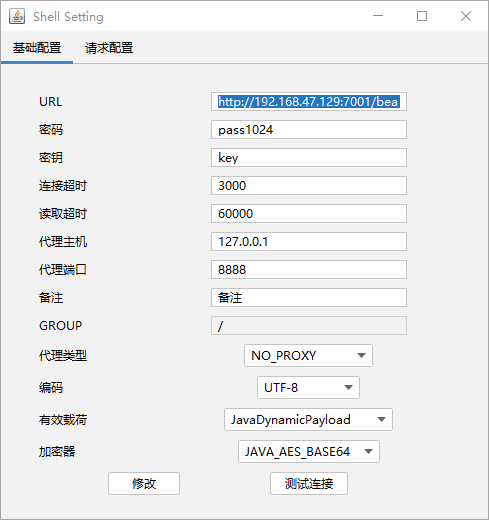 Shell Setting
基础配置 请求配置
URL http://192.168.47.129:7001/bea
密码 pass1024
密钥 key
连接超时 3000
读取超时 60000
代理主机 127.0.0.1
代理端口 8888
备注 备注
GROUP /
代理类型 NO_PROXY
编码 UTF-8
有效载荷 JavaDynamicPayload
加密器 JAVA_AES_BASE64
修改 测试连接